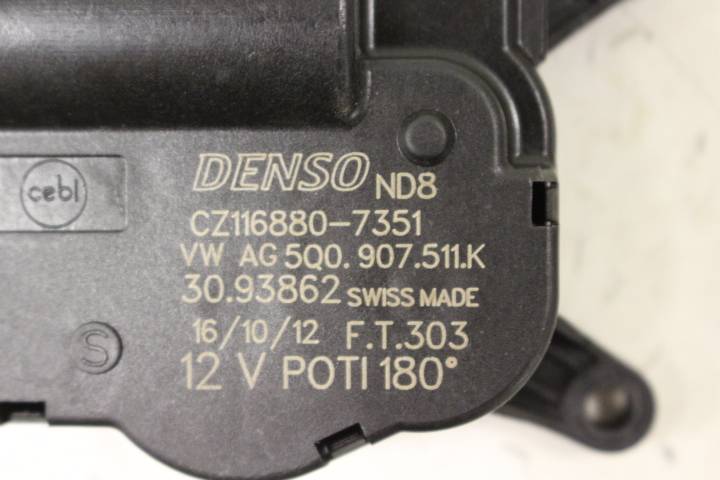 DENSO ND8
CZ116880-7351
cebl
VW AG 5Q0.907.511.K
30.93862 SWISS MADE
16/10/12 F.T.303
S
12 V POTI 180°